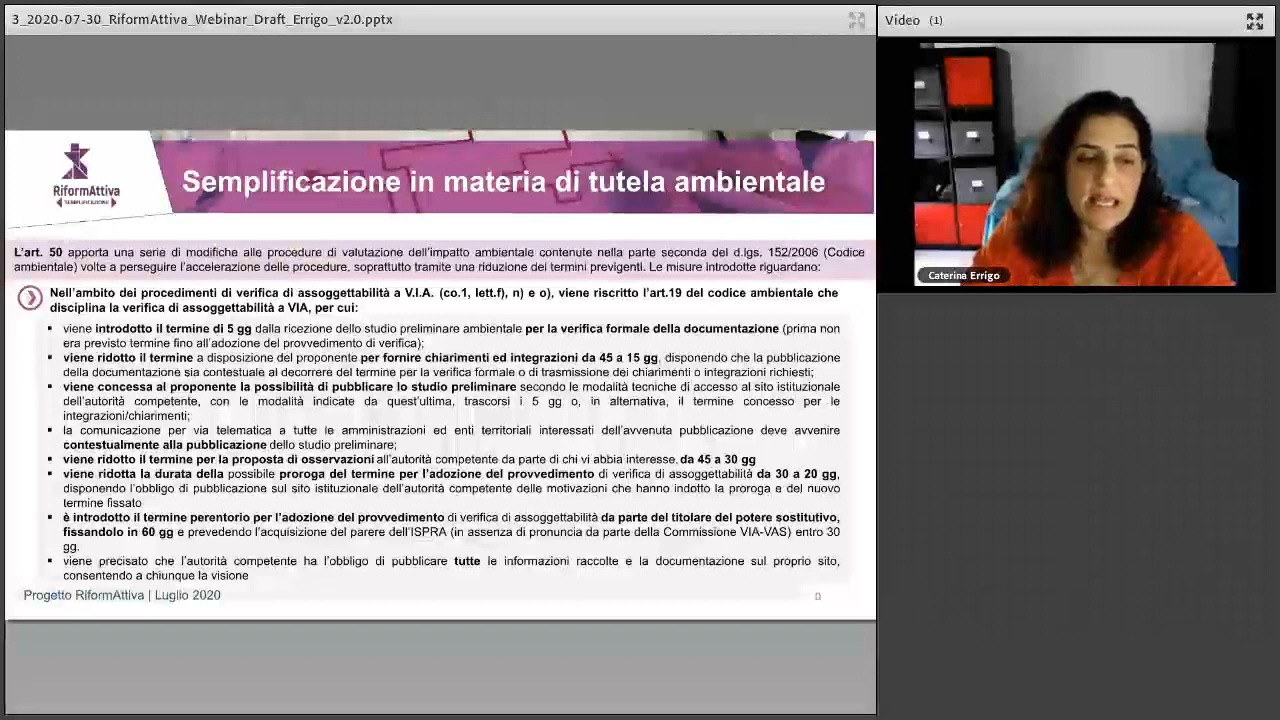 3_2020-07-30_RiformAttiva_Webinar_Draft_Errigo_v2.0.pptx
Video (1)
RiformAttiva
SEMPLIFICAZIONE
Semplificazione in materia di tutela ambientale
L'art. 50 apporta una serie di modifiche alle procedure di valutazione dell'impatto ambientale contenute nella parte seconda del d.lgs. 152/2006 (Codice
ambientale) volte a perseguire l'accelerazione delle procedure, soprattutto tramite una riduzione dei termini previgenti. Le misure introdotte riguardano:
Nell'ambito dei procedimenti di verifica di assoggettabilità a V.I.A. (co.1, lett.f), n) e o), viene riscritto l'art.19 del codice ambientale che
disciplina la verifica di assoggettabilità a VIA, per cui:
▪ viene introdotto il termine di 5 gg dalla ricezione dello studio preliminare ambientale per la verifica formale della documentazione (prima non
era previsto termine fino all'adozione del provvedimento di verifica);
▪ viene ridotto il termine a disposizione del proponente per fornire chiarimenti ed integrazioni da 45 a 15 gg, disponendo che la pubblicazione
della documentazione sia contestuale al decorrere del termine per la verifica formale o di trasmissione dei chiarimenti o integrazioni richiesti;
▪ viene concessa al proponente la possibilità di pubblicare lo studio preliminare secondo le modalità tecniche di accesso al sito istituzionale
dell'autorità competente, con le modalità indicate da quest'ultima, trascorsi i 5 gg o, in alternativa, il termine concesso per le
integrazioni/chiarimenti;
▪ la comunicazione per via telematica a tutte le amministrazioni ed enti territoriali interessati dell'avvenuta pubblicazione deve avvenire
contestualmente alla pubblicazione dello studio preliminare;
▪ viene ridotto il termine per la proposta di osservazioni all'autorità competente da parte di chi vi abbia interesse, da 45 a 30 gg
▪ viene ridotta la durata della possibile proroga del termine per l'adozione del provvedimento di verifica di assoggettabilità da 30 a 20 gg,
disponendo l'obbligo di pubblicazione sul sito istituzionale dell'autorità competente delle motivazioni che hanno indotto la proroga e del nuovo
termine fissato
▪ è introdotto il termine perentorio per l'adozione del provvedimento di verifica di assoggettabilità da parte del titolare del potere sostitutivo,
fissandolo in 60 gg e prevedendo l'acquisizione del parere dell'ISPRA (in assenza di pronuncia da parte della Commissione VIA-VAS) entro 30
gg.
▪ viene precisato che l'autorità competente ha l'obbligo di pubblicare tutte le informazioni raccolte e la documentazione sul proprio sito,
consentendo a chiunque la visione
Progetto RiformAttiva | Luglio 2020
0
Caterina Errigo